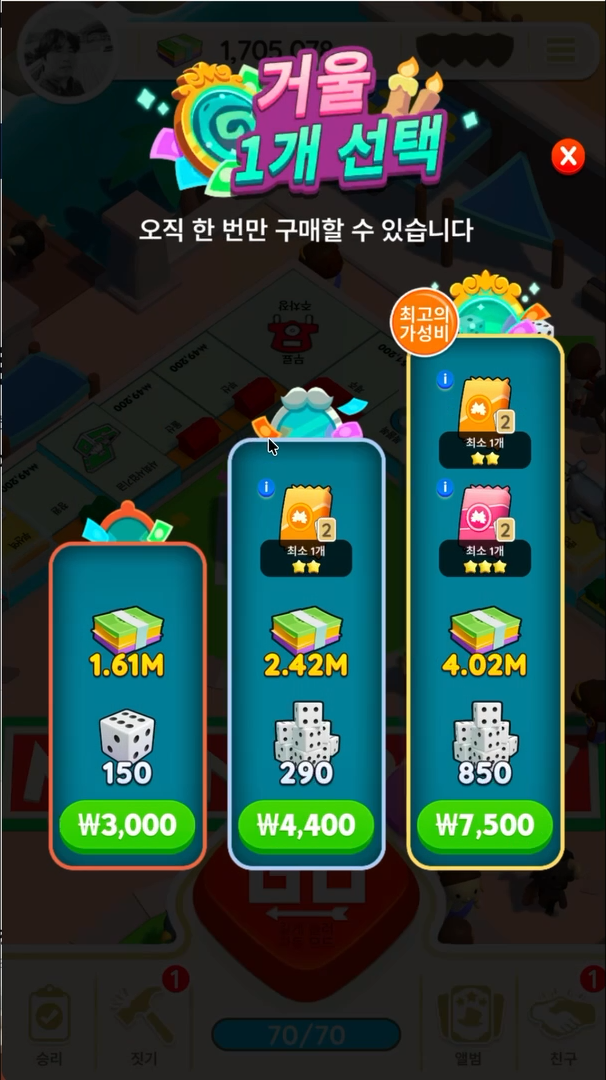 1,705,078
거울
1개 선택
오직 한 번만 구매할 수 있습니다
최고의
가성비
2
최소 1개
2
최소 1개
2
최소 1개
1.61M
2.42M
4.02M
150
290
850
₩3,000
₩4,400
₩7,500
GO
70/70
1
1
승리
짓기
앨범
친구